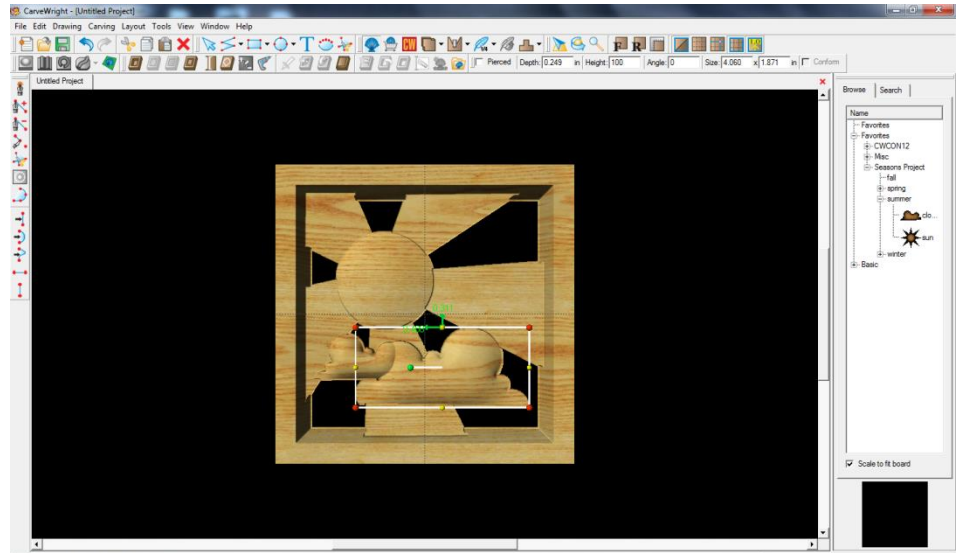 CarveWright - [Untitled Project]
File Edit Drawing Carving Layout Tools View Window Help
Pierced Depth: 0.249 in Height: 100 Angle: 0 Size: 4.060 x 1.871 in Conform
Untitled Project
Browse Search
Name
Favorites
Favorites
CWCON12
Misc
Seasons Project
fall
spring
summer
clo...
sun
winter
Basic
Scale to fit board